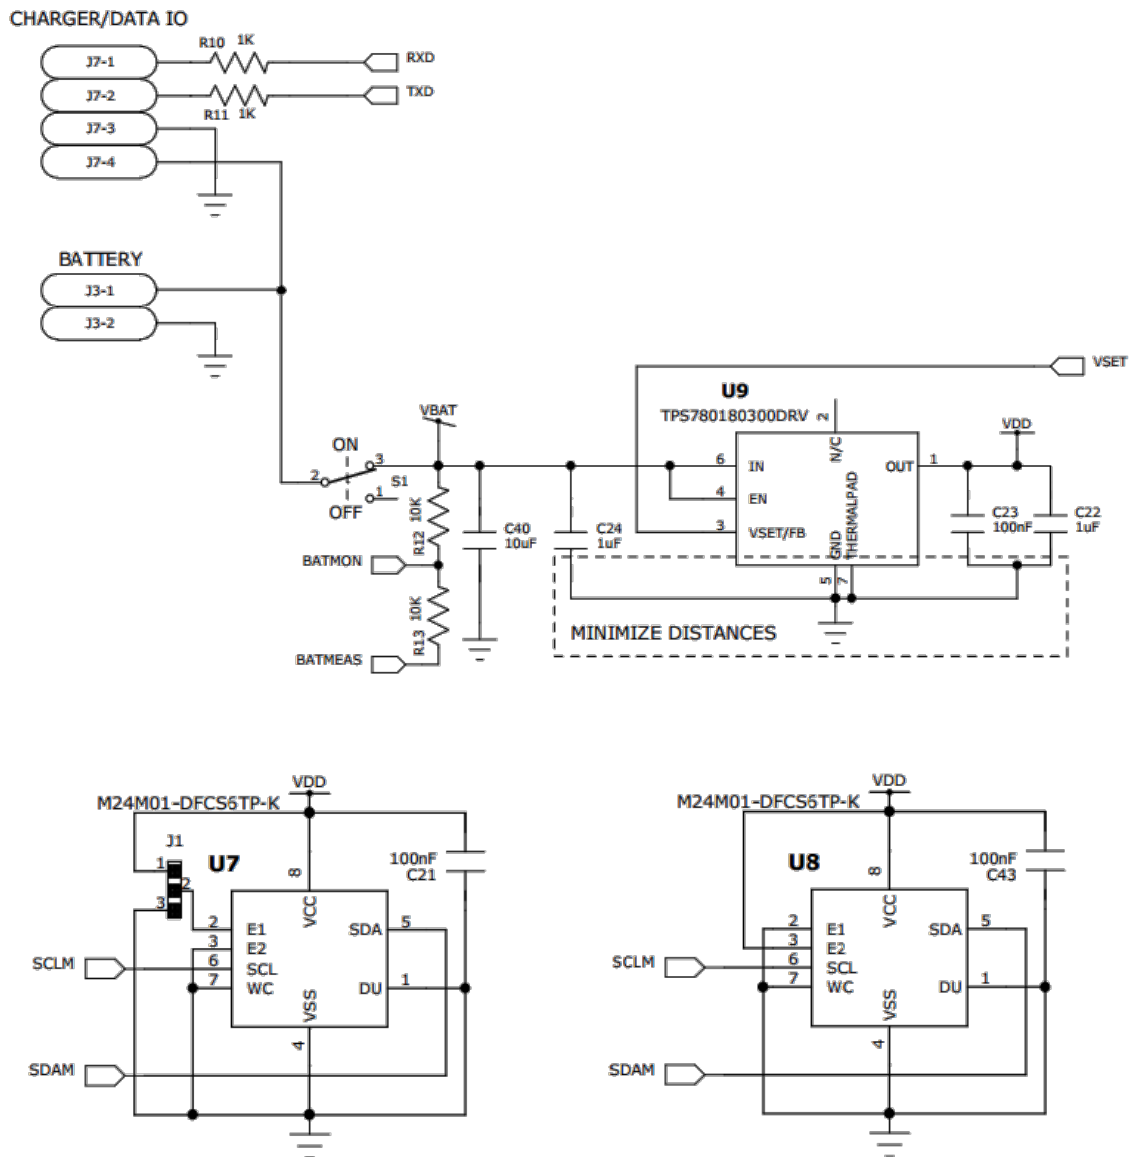 CHARGER/DATA IO
J7-1 R10 1K RXD
J7-2 R11 1K TXD
J7-3
J7-4
BATTERY
J3-1
J3-2
VSET
U9
TPS780180300DRV
VBAT
VDD
ON
OFF
2
3
1
S1
R12 10K
R13 10K
BATMON
BATMEAS
C40
10uF
C24
1uF
6 IN
4 EN
3 VSET/FB
2 N/C
OUT 1
GND 5
THERMALPAD 7
C23
100nF
C22
1uF
MINIMIZE DISTANCES
VDD
M24M01-DFCS6TP-K
J1
1
2
3
U7
100nF
C21
8 VCC
2 E1
3 E2
6 SCL
7 WC
SDA 5
DU 1
VSS 4
SCLM
SDAM
VDD
M24M01-DFCS6TP-K
U8
100nF
C43
8 VCC
2 E1
3 E2
6 SCL
7 WC
SDA 5
DU 1
VSS 4
SCLM
SDAM